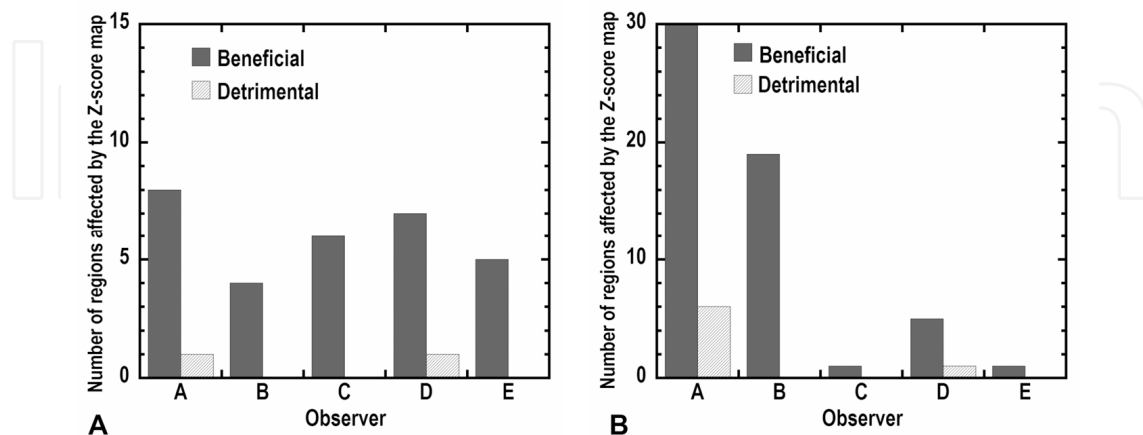 Number of regions affected by the Z-score map
15
10
5
0
Beneficial
Detrimental
A B C D E
Observer
A
Number of regions affected by the Z-score map
30
20
10
0
Beneficial
Detrimental
A B C D E
Observer
B